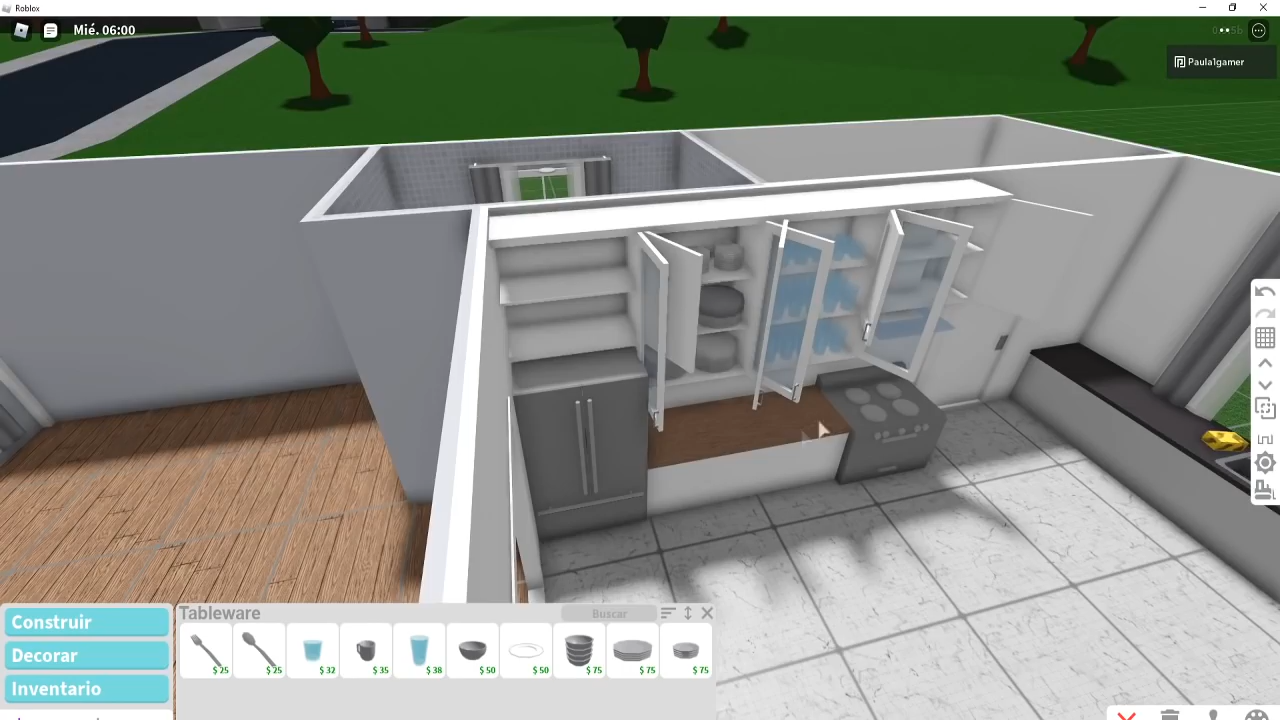 Roblox
Mié. 06:00
Paula1gamer
Tableware
Buscar
Construir
Decorar
Inventario
$ 25
$ 25
$ 32
$ 35
$ 38
$ 50
$ 50
$ 75
$ 75
$ 75